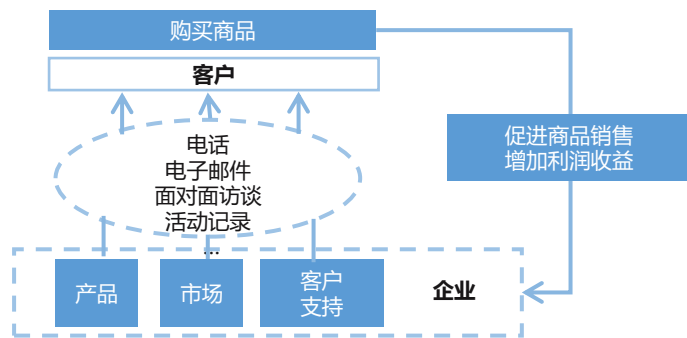 购买商品
客户
电话
电子邮件
面对面访谈
活动记录
...
促进商品销售
增加利润收益
产品
市场
客户
支持
企业